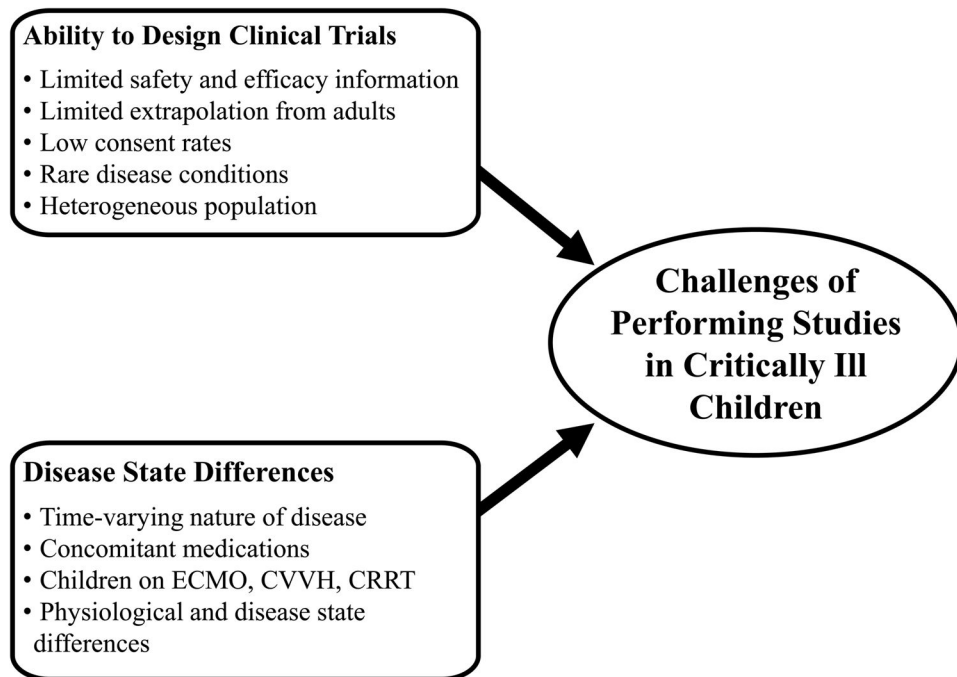 Ability to Design Clinical Trials
• Limited safety and efficacy information
• Limited extrapolation from adults
• Low consent rates
• Rare disease conditions
• Heterogeneous population
Challenges of
Performing Studies
in Critically Ill
Children
Disease State Differences
• Time-varying nature of disease
• Concomitant medications
• Children on ECMO, CVVH, CRRT
• Physiological and disease state
differences